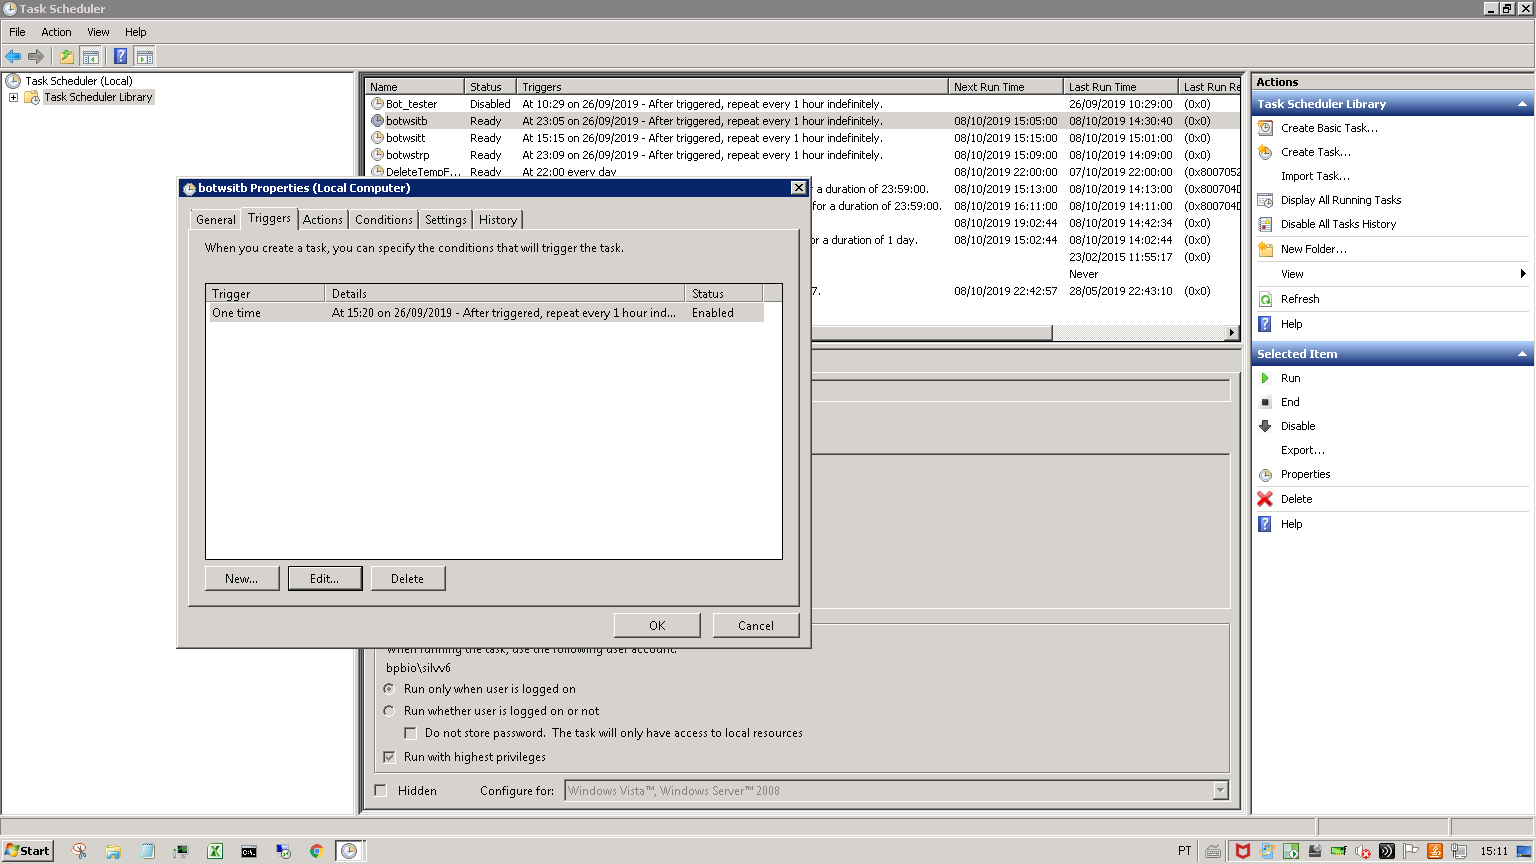 Task Scheduler
File Action View Help
Task Scheduler (Local)
Task Scheduler Library
Name Status Triggers Next Run Time Last Run Time Last Run Re
Bot_tester Disabled At 10:29 on 26/09/2019 - After triggered, repeat every 1 hour indefinitely. 26/09/2019 10:29:00 (0x0)
botwsitb Ready At 23:05 on 26/09/2019 - After triggered, repeat every 1 hour indefinitely. 08/10/2019 15:05:00 08/10/2019 14:30:40 (0x0)
botwsitt Ready At 15:15 on 26/09/2019 - After triggered, repeat every 1 hour indefinitely. 08/10/2019 15:15:00 08/10/2019 15:01:00 (0x0)
botwstrp Ready At 23:09 on 26/09/2019 - After triggered, repeat every 1 hour indefinitely. 08/10/2019 15:09:00 08/10/2019 14:09:00 (0x0)
DeleteTempF... Ready At 22:00 every day 08/10/2019 22:00:00 07/10/2019 22:00:00 (0x8007052
r a duration of 23:59:00. 08/10/2019 15:13:00 08/10/2019 14:13:00 (0x800704D
for a duration of 23:59:00. 08/10/2019 16:11:00 08/10/2019 14:11:00 (0x800704D
08/10/2019 19:02:44 08/10/2019 14:42:34 (0x0)
or a duration of 1 day. 08/10/2019 15:02:44 08/10/2019 14:02:44 (0x0)
23/02/2015 11:55:17 (0x0)
Never
7. 08/10/2019 22:42:57 28/05/2019 22:43:10 (0x0)
botwsitb Properties (Local Computer)
General Triggers Actions Conditions Settings History
When you create a task, you can specify the conditions that will trigger the task.
Trigger Details Status
One time At 15:20 on 26/09/2019 - After triggered, repeat every 1 hour ind... Enabled
New... Edit... Delete
OK Cancel
When running the task, use the following user account:
bpbio\silvv6
Run only when user is logged on
Run whether user is logged on or not
Do not store password. The task will only have access to local resources
Run with highest privileges
Hidden Configure for: Windows Vista™, Windows Server™ 2008
Actions
Task Scheduler Library
Create Basic Task...
Create Task...
Import Task...
Display All Running Tasks
Disable All Tasks History
New Folder...
View
Refresh
Help
Selected Item
Run
End
Disable
Export...
Properties
Delete
Help
Start PT 15:11